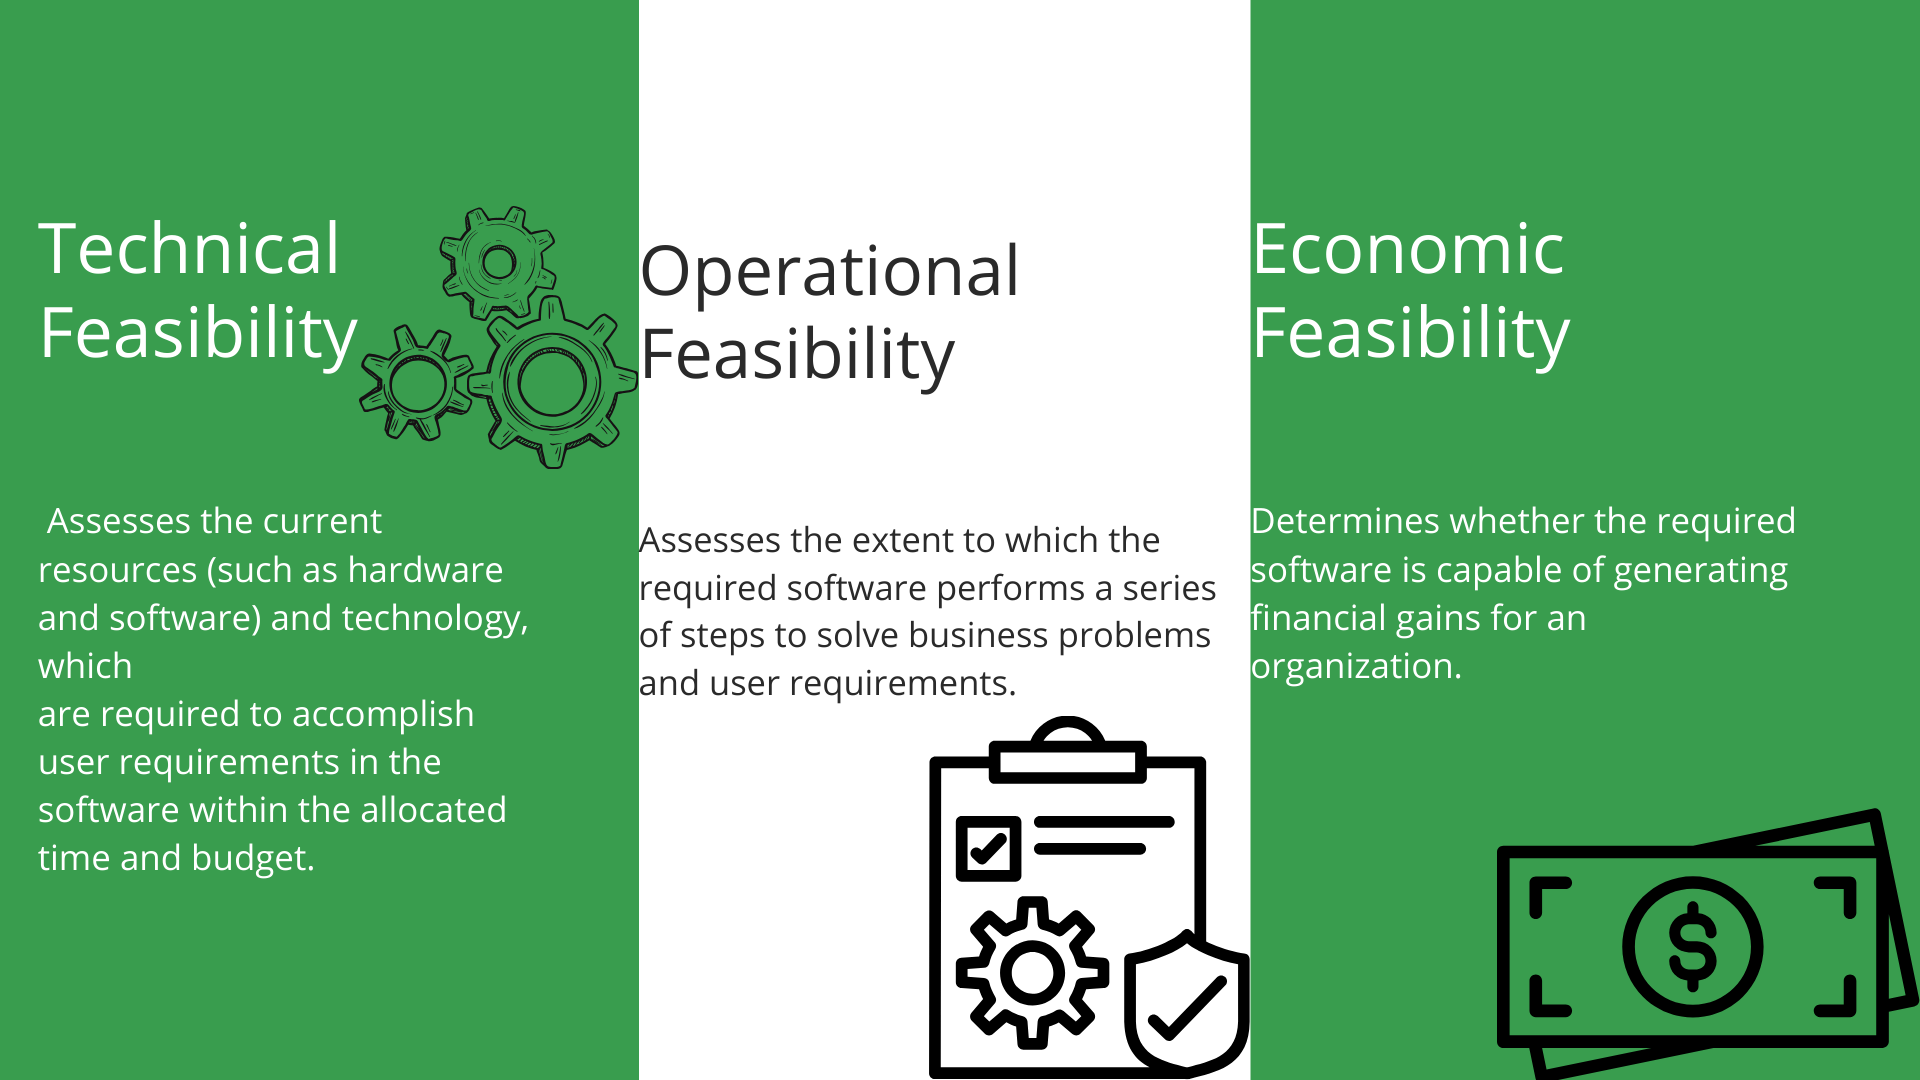 Technical
Feasibility
Assesses the current
resources (such as hardware
and software) and technology,
which
are required to accomplish
user requirements in the
software within the allocated
time and budget.
Operational
Feasibility
Assesses the extent to which the
required software performs a series
of steps to solve business problems
and user requirements.
Economic
Feasibility
Determines whether the required
software is capable of generating
financial gains for an
organization.
$